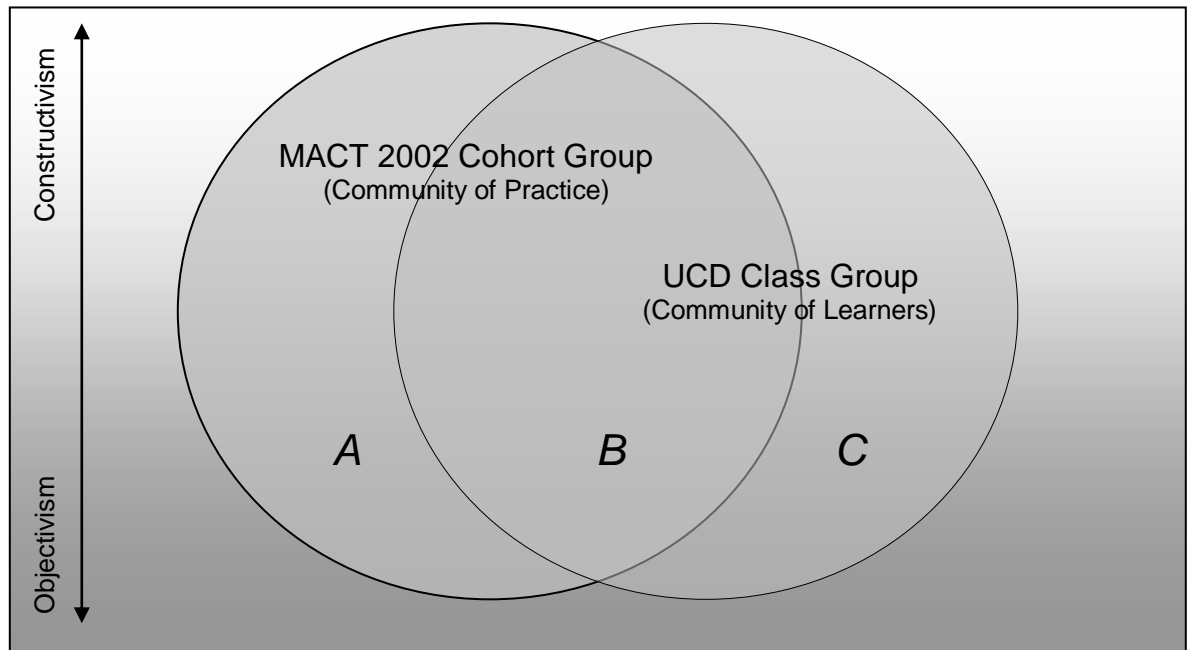 Constructivism
MACT 2002 Cohort Group
(Community of Practice)
UCD Class Group
(Community of Learners)
A B C
Objectivism